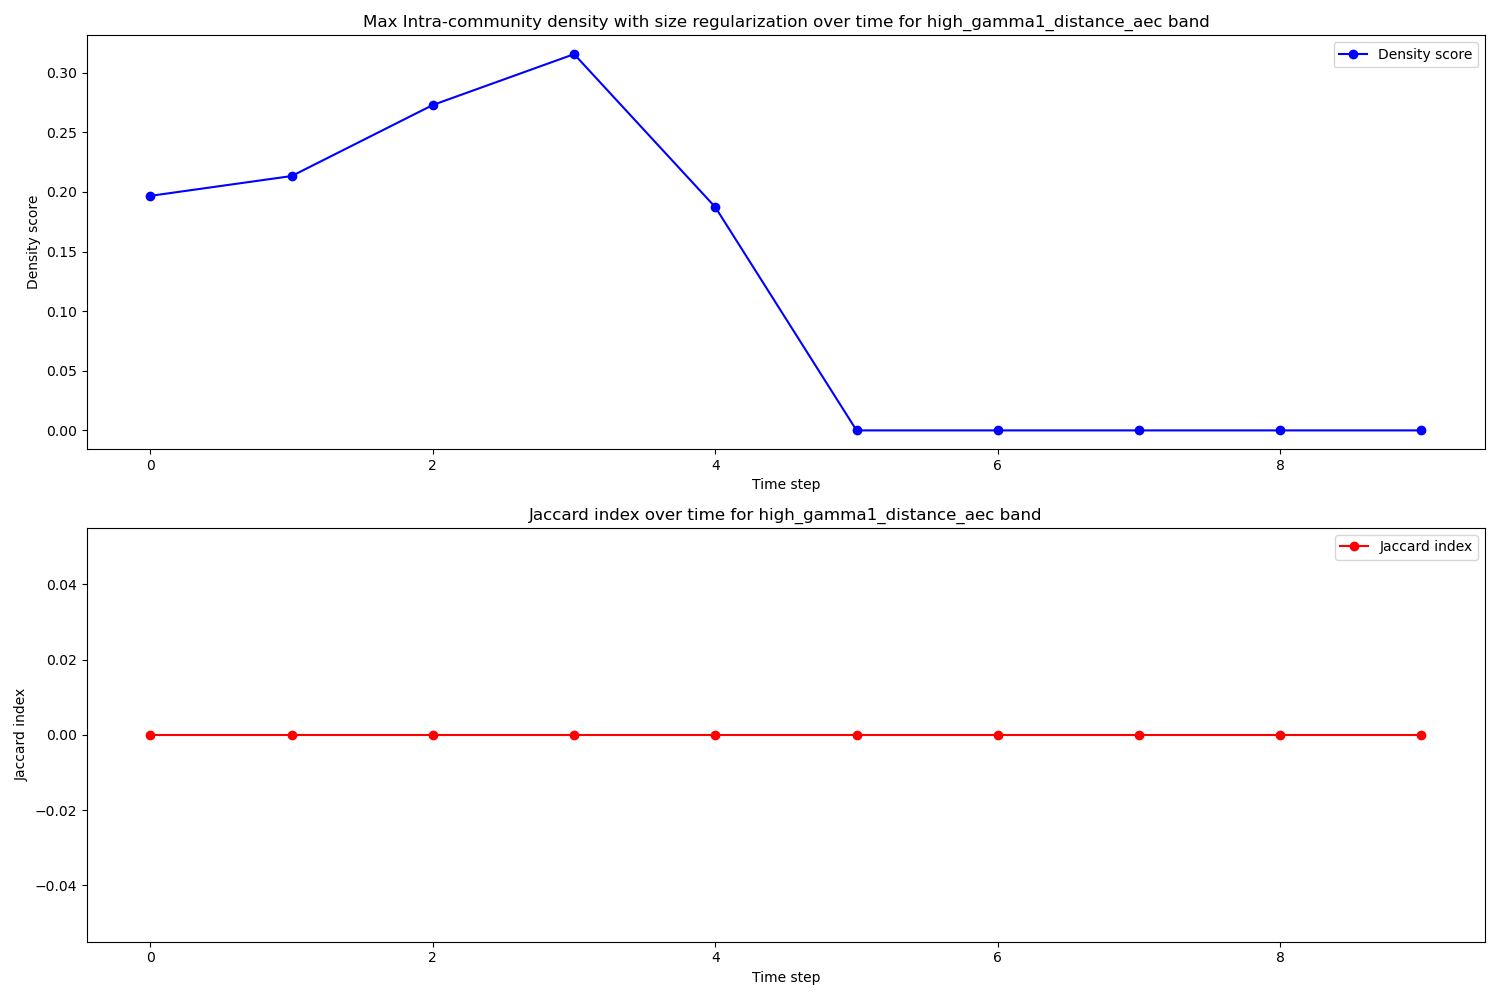 Max Intra-community density with size regularization over time for high_gamma1_distance_aec band
Density score
0.30
0.25
0.20
0.15
0.10
0.05
0.00
Density score
0 2 4 6 8
Time step
Jaccard index over time for high_gamma1_distance_aec band
Jaccard index
0.04
0.02
0.00
−0.02
−0.04
Jaccard index
0 2 4 6 8
Time step